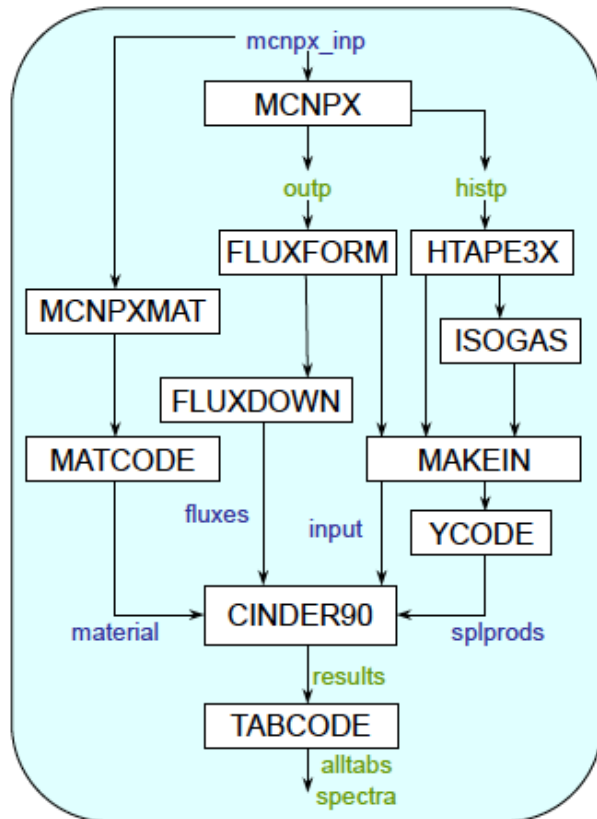 mcnpx_inp
MCNPX
outp
histp
FLUXFORM
HTAPE3X
MCNPXMAT
ISOGAS
FLUXDOWN
MATCODE
MAKEIN
fluxes
input
YCODE
CINDER90
material
splprods
results
TABCODE
alltabs
spectra